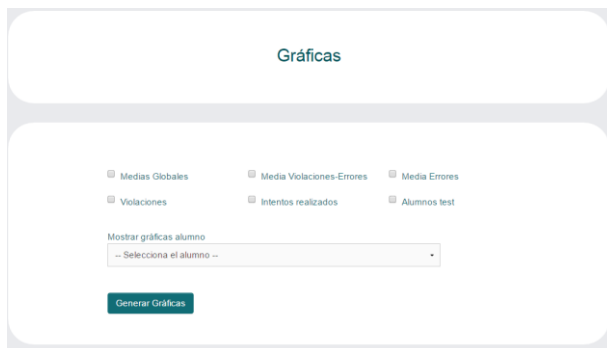 Gráficas
Medias Globales Media Violaciones-Errores Media Errores
Violaciones Intentos realizados Alumnos test
Mostrar gráficas alumno
-- Selecciona el alumno --
Generar Gráficas